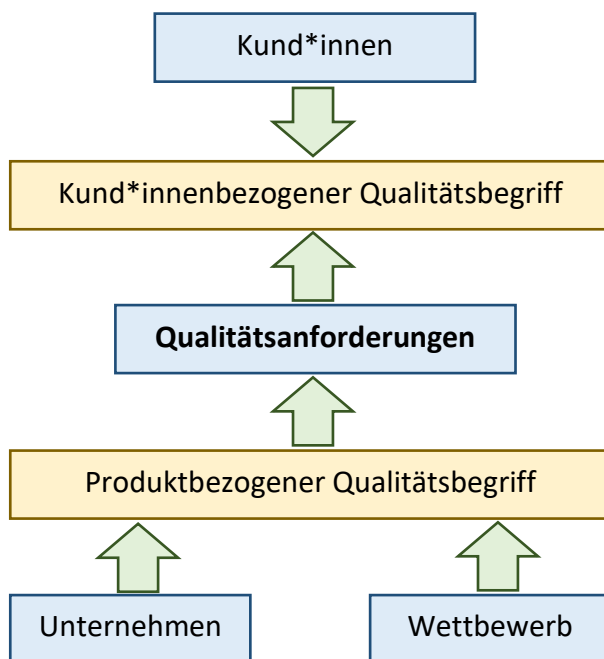 Kund*innen
Kund*innenbezogener Qualitätsbegriff
Qualitätsanforderungen
Produktbezogener Qualitätsbegriff
Unternehmen
Wettbewerb